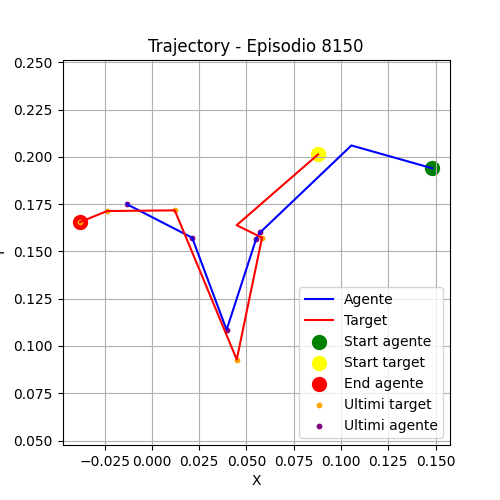 Trajectory - Episodio 8150
0.250
0.225
0.200
0.175
0.150
0.125
0.100
0.075
0.050
Agente
Target
Start agente
Start target
End agente
Ultimi target
Ultimi agente
−0.025 0.000 0.025 0.050 0.075 0.100 0.125 0.150
X